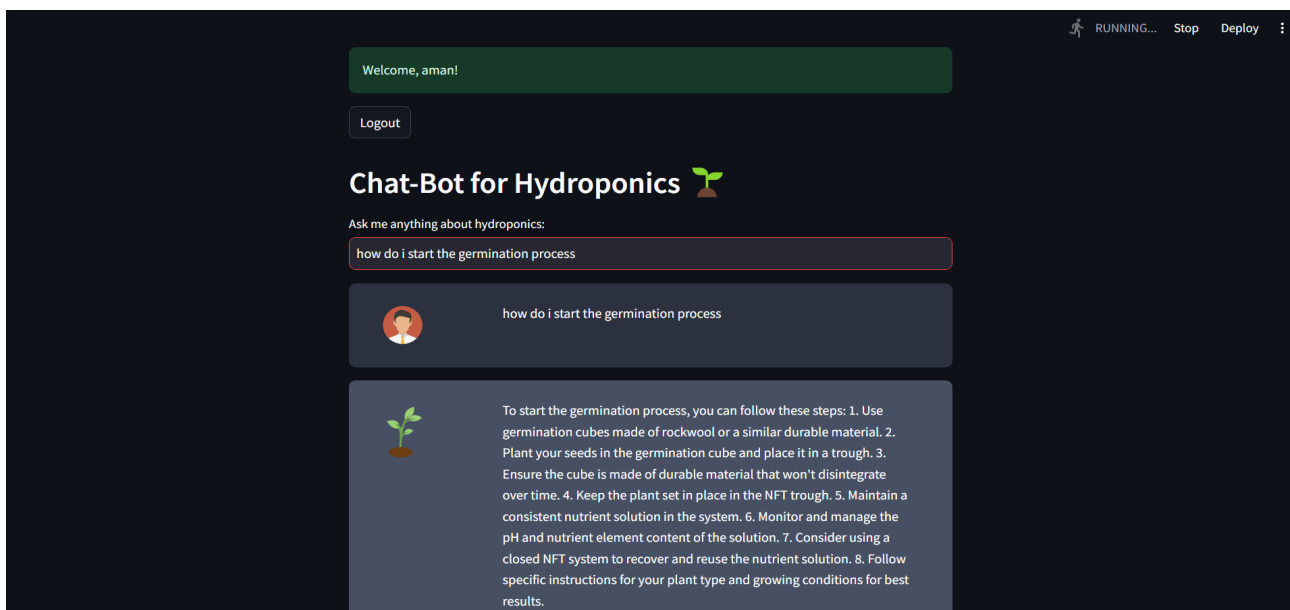 RUNNING... Stop Deploy
Welcome, aman!
Logout
Chat-Bot for Hydroponics
Ask me anything about hydroponics:
how do i start the germination process
how do i start the germination process
To start the germination process, you can follow these steps: 1. Use
germination cubes made of rockwool or a similar durable material. 2.
Plant your seeds in the germination cube and place it in a trough. 3.
Ensure the cube is made of durable material that won't disintegrate
over time. 4. Keep the plant set in place in the NFT trough. 5. Maintain a
consistent nutrient solution in the system. 6. Monitor and manage the
pH and nutrient element content of the solution. 7. Consider using a
closed NFT system to recover and reuse the nutrient solution. 8. Follow
specific instructions for your plant type and growing conditions for best
results.